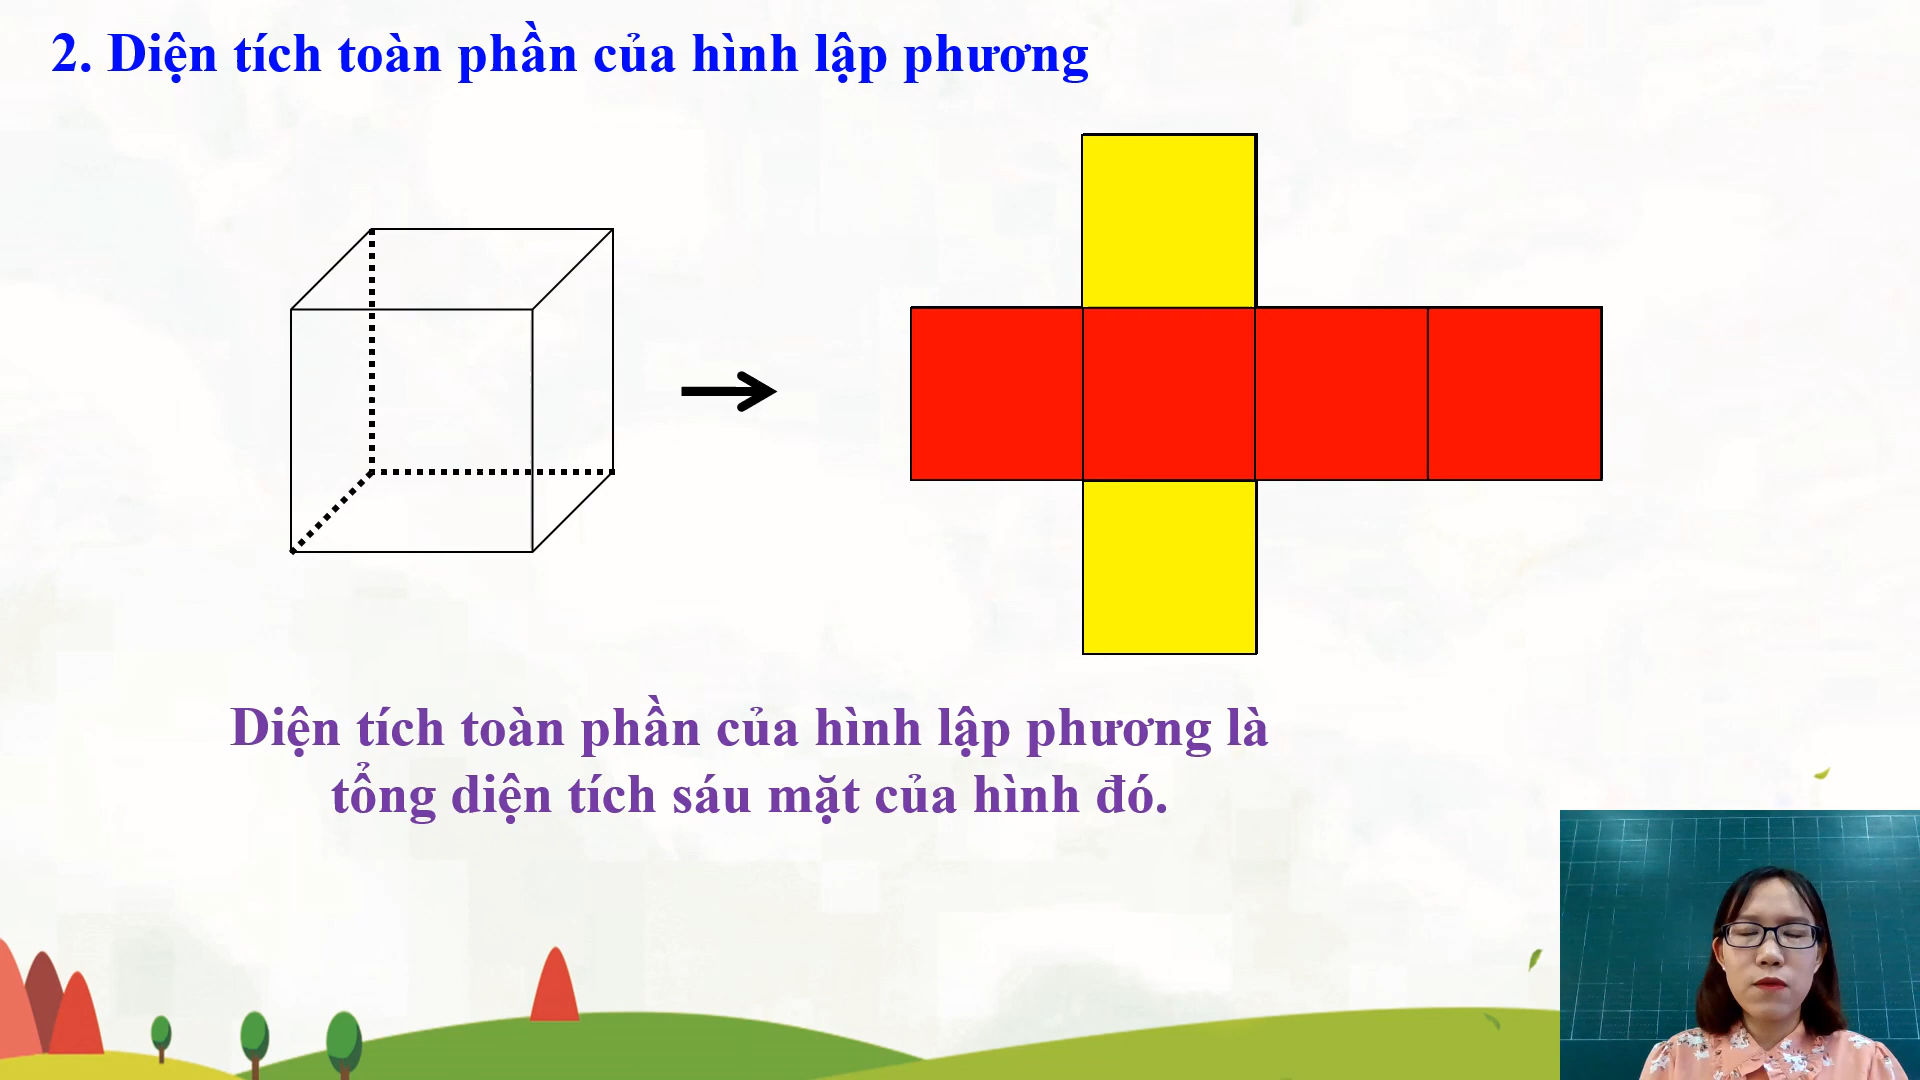 2. Diện tích toàn phần của hình lập phương
Diện tích toàn phần của hình lập phương là
tổng diện tích sáu mặt của hình đó.